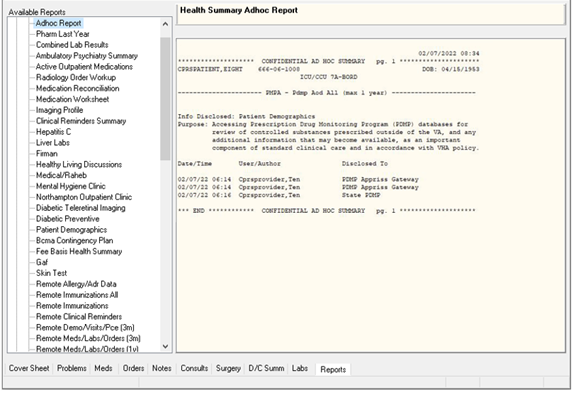 Available Reports
Adhoc Report
Pharm Last Year
Combined Lab Results
Ambulatory Psychiatry Summary
Active Outpatient Medications
Radiology Order Workup
Medication Reconciliation
Medication Worksheet
Imaging Profile
Clinical Reminders Summary
Hepatitis C
Liver Labs
Firman
Healthy Living Discussions
Medical/Raheb
Mental Hygiene Clinic
Northampton Outpatient Clinic
Diabetic Teleretinal Imaging
Diabetic Preventive
Patient Demographics
Bcma Contingency Plan
Fee Basis Health Summary
Gaf
Skin Test
Remote Allergy/Adr Data
Remote Immunizations All
Remote Immunizations
Remote Clinical Reminders
Remote Demo/Visits/Pce (3m)
Remote Meds/Labs/Orders (3m)
Remote Meds/Labs/Orders (1y)
Health Summary Adhoc Report
02/07/2022 08:34
******************** CONFIDENTIAL AD HOC SUMMARY pg. 1 *********************
CPRSPATIENT,EIGHT 666-06-1008 DOB: 04/15/1953
ICU/CCU 7A-BORD
---------------------- PMPA - Pdmp Aod All (max 1 year) ----------------------
Info Disclosed: Patient Demographics
Purpose: Accessing Prescription Drug Monitoring Program (PDMP) databases for
review of controlled substances prescribed outside of the VA, and any
additional information that may become available, as an important
component of standard clinical care and in accordance with VHA policy.
Date/Time User/Author Disclosed To
02/07/22 06:14 Cprsprovider,Ten PDMP Appriss Gateway
02/07/22 06:14 Cprsprovider,Ten PDMP Appriss Gateway
02/07/22 06:16 Cprsprovider,Ten State PDMP
*** END ************ CONFIDENTIAL AD HOC SUMMARY pg. 1 ********************
Cover Sheet Problems Meds Orders Notes Consults Surgery D/C Summ Labs Reports